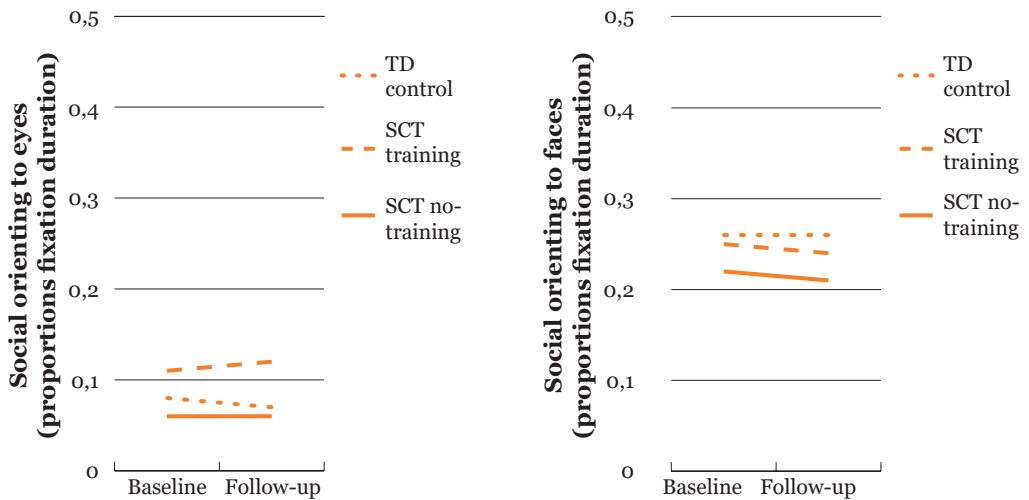 Social orienting to eyes
(proportions fixation duration)
0,5
0,4
0,3
0,2
0,1
0
Baseline Follow-up
TD
control
SCT
training
SCT no-
training
Social orienting to faces
(proportions fixation duration)
0,5
0,4
0,3
0,2
0,1
0
Baseline Follow-up
TD
control
SCT
training
SCT no-
training